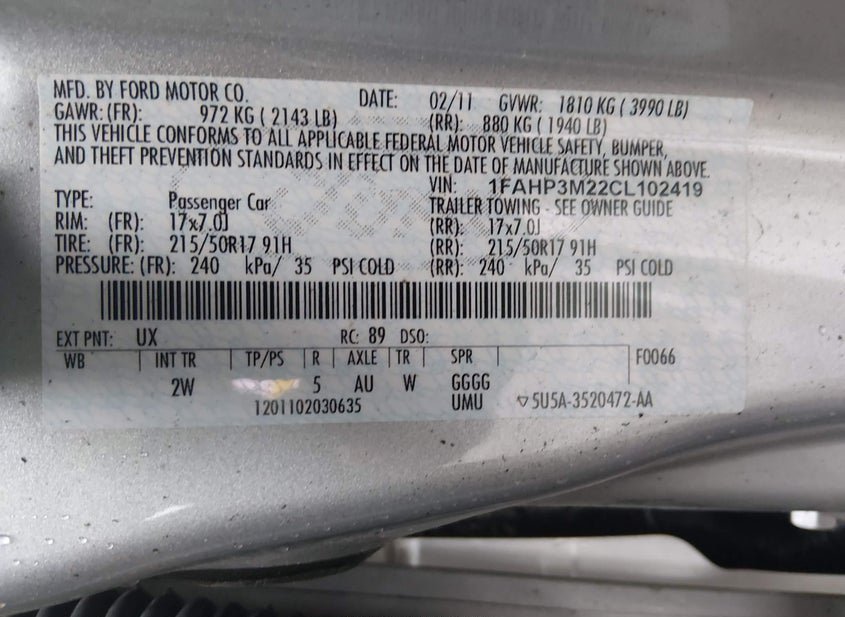 MFD. BY FORD MOTOR CO. DATE: 02/11 GVWR: 1810 KG ( 3990 LB)
GAWR: (FR): 972 KG ( 2143 LB) (RR): 880 KG ( 1940 LB)
THIS VEHICLE CONFORMS TO ALL APPLICABLE FEDERAL MOTOR VEHICLE SAFETY, BUMPER,
AND THEFT PREVENTION STANDARDS IN EFFECT ON THE DATE OF MANUFACTURE SHOWN ABOVE.
VIN: 1FAHP3M22CL102419
TYPE: Passenger Car TRAILER TOWING - SEE OWNER GUIDE
RIM: (FR): 17x7.0J (RR): 17x7.0J
TIRE: (FR): 215/50R17 91H (RR): 215/50R17 91H
PRESSURE: (FR): 240 kPa/ 35 PSI COLD (RR): 240 kPa/ 35 PSI COLD
EXT PNT: UX RC: 89 DSO:
WB INT TR TP/PS R AXLE TR SPR F0066
2W 5 AU W GGGG
1201102030635 UMU ▽5U5A-3520472-AA